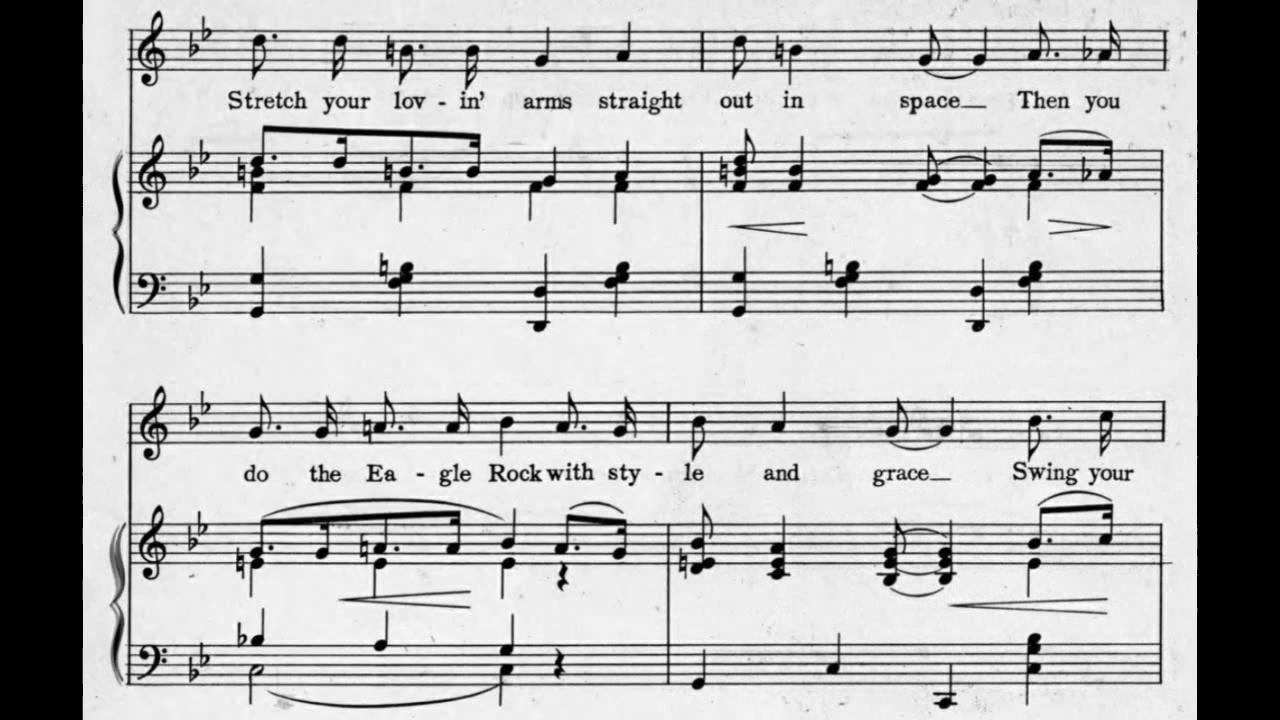 Stretch your lov - in' arms straight out in space Then you
do the Ea - gle Rock with sty - le and grace Swing your